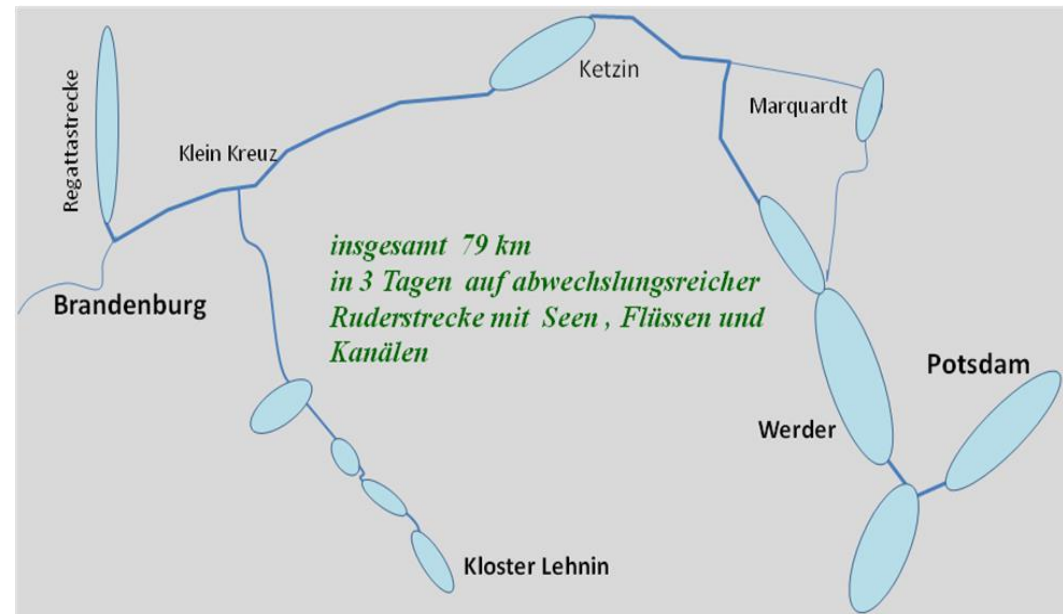 Regattastrecke
Ketzin
Marquardt
Klein Kreuz
insgesamt 79 km
in 3 Tagen auf abwechslungsreicher
Ruderstrecke mit Seen , Flüssen und
Kanälen
Brandenburg
Potsdam
Werder
Kloster Lehnin